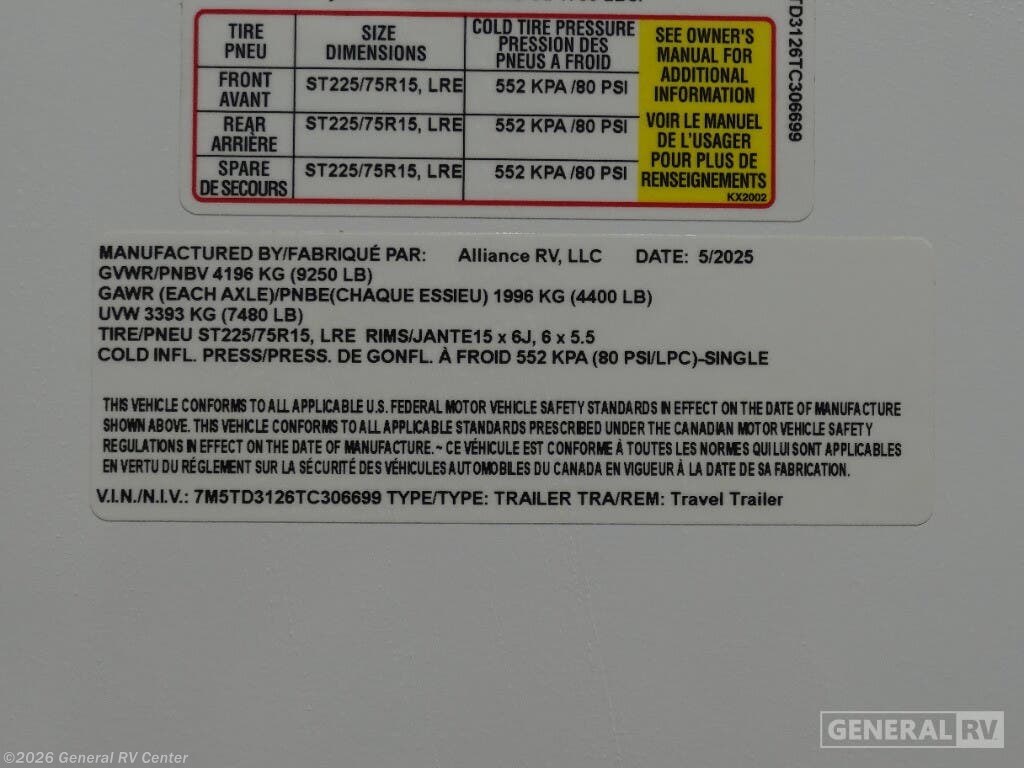 TIRE
PNEU
SIZE
DIMENSIONS
COLD TIRE PRESSURE
PRESSION DES
PNEUS A FROID
SEE OWNER'S
MANUAL FOR
ADDITIONAL
INFORMATION
VOIR LE MANUEL
DE L'USAGER
POUR PLUS DE
RENSEIGNEMENTS
KX2002
FRONT
AVANT
ST225/75R15, LRE
552 KPA /80 PSI
REAR
ARRIÈRE
ST225/75R15, LRE
552 KPA /80 PSI
SPARE
DE SECOURS
ST225/75R15, LRE
552 KPA /80 PSI
TD3126TC306699
MANUFACTURED BY/FABRIQUÉ PAR: Alliance RV, LLC DATE: 5/2025
GVWR/PNBV 4196 KG (9250 LB)
GAWR (EACH AXLE)/PNBE(CHAQUE ESSIEU) 1996 KG (4400 LB)
UVW 3393 KG (7480 LB)
TIRE/PNEU ST225/75R15, LRE RIMS/JANTE15 x 6J, 6 x 5.5
COLD INFL. PRESS/PRESS. DE GONFL. À FROID 552 KPA (80 PSI/LPC)-SINGLE
THIS VEHICLE CONFORMS TO ALL APPLICABLE U.S. FEDERAL MOTOR VEHICLE SAFETY STANDARDS IN EFFECT ON THE DATE OF MANUFACTURE
SHOWN ABOVE. THIS VEHICLE CONFORMS TO ALL APPLICABLE STANDARDS PRESCRIBED UNDER THE CANADIAN MOTOR VEHICLE SAFETY
REGULATIONS IN EFFECT ON THE DATE OF MANUFACTURE. ~ CE VÉHICULE EST CONFORME À TOUTES LES NORMES QUI LUI SONT APPLICABLES
EN VERTU DU RÉGLEMENT SUR LA SÉCURITÉ DES VÉHICULES AUTOMOBILES DU CANADA EN VIGUEUR À LA DATE DE SA FABRICATION.
V.I.N./N.I.V.: 7M5TD3126TC306699 TYPE/TYPE: TRAILER TRA/REM: Travel Trailer
GENERAL RV
©2026 General RV Center